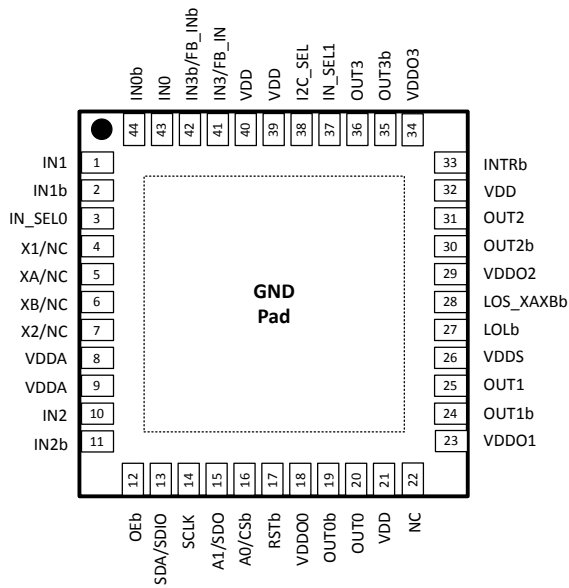 IN0b
IN0
IN3b/FB_INb
IN3/FB_IN
VDD
VDD
I2C_SEL
IN_SEL1
OUT3
OUT3b
VDDO3
44
43
42
41
40
39
38
37
36
35
34
IN1 1
IN1b 2
IN_SEL0 3
X1/NC 4
XA/NC 5
XB/NC 6
X2/NC 7
VDDA 8
VDDA 9
IN2 10
IN2b 11
GND
Pad
33 INTRb
32 VDD
31 OUT2
30 OUT2b
29 VDDO2
28 LOS_XAXBb
27 LOLb
26 VDDS
25 OUT1
24 OUT1b
23 VDDO1
12
13
14
15
16
17
18
19
20
21
22
OEb
SDA/SDIO
SCLK
A1/SDO
A0/CSb
RSTb
VDDO0
OUT0b
OUT0
VDD
NC